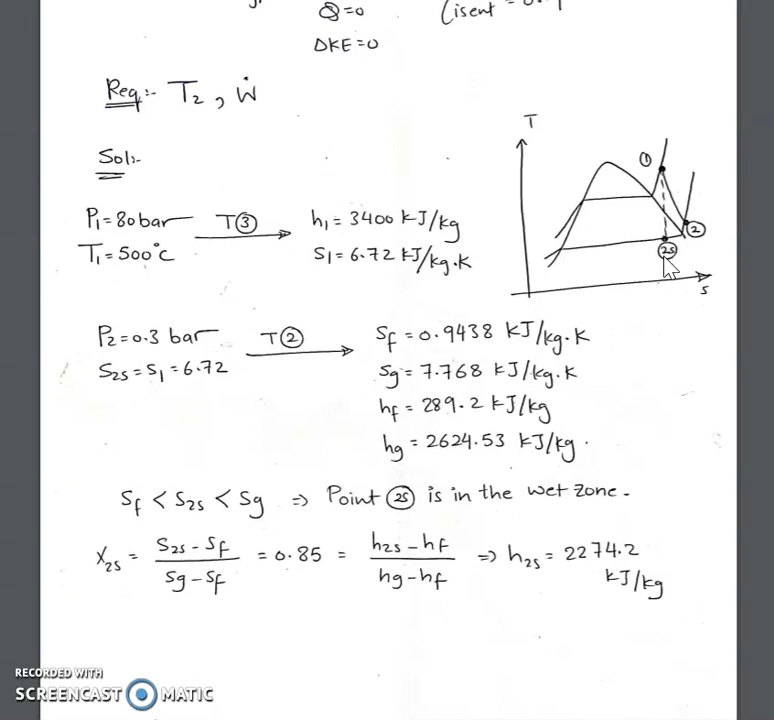 Q=0
ΔKE=0
Req:- T₂, Ẇ
Sol:-
T
①
②
2s
s
P₁=80bar
T₁=500°C
T③
h₁=3400 kJ/kg
S₁=6.72 kJ/kg.K
P₂=0.3 bar
S₂s=S₁=6.72
T②
Sf=0.9438 kJ/kg.K
Sg=7.768 kJ/kg.K
hf=289.2 kJ/kg
hg=2624.53 kJ/kg.
Sf < S₂s < Sg ⇒ Point 2s is in the wet zone.
X₂s = (S₂s-Sf)/(Sg-Sf) = 0.85 = (h₂s-hf)/(hg-hf) ⇒ h₂s = 2274.2
kJ/kg
RECORDED WITH
SCREENCAST MATIC